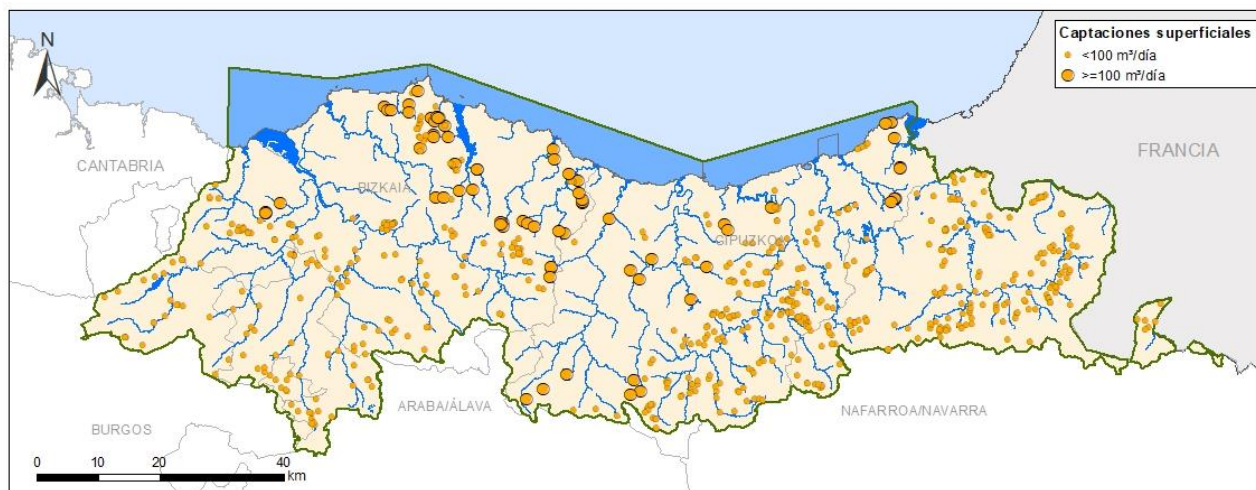 N
Captaciones superficiales
<100 m³/día
>=100 m³/día
CANTABRIA
FRANCIA
BIZKAIA
GIPUZKOA
ARABA/ÁLAVA
NAFARROA/NAVARRA
BURGOS
0 10 20 40
km